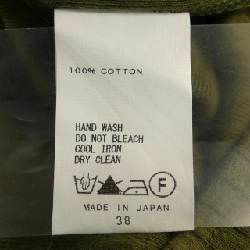 100% COTTON
HAND WASH
DO NOT BLEACH
COOL IRON
DRY CLEAN
F
MADE IN JAPAN
38